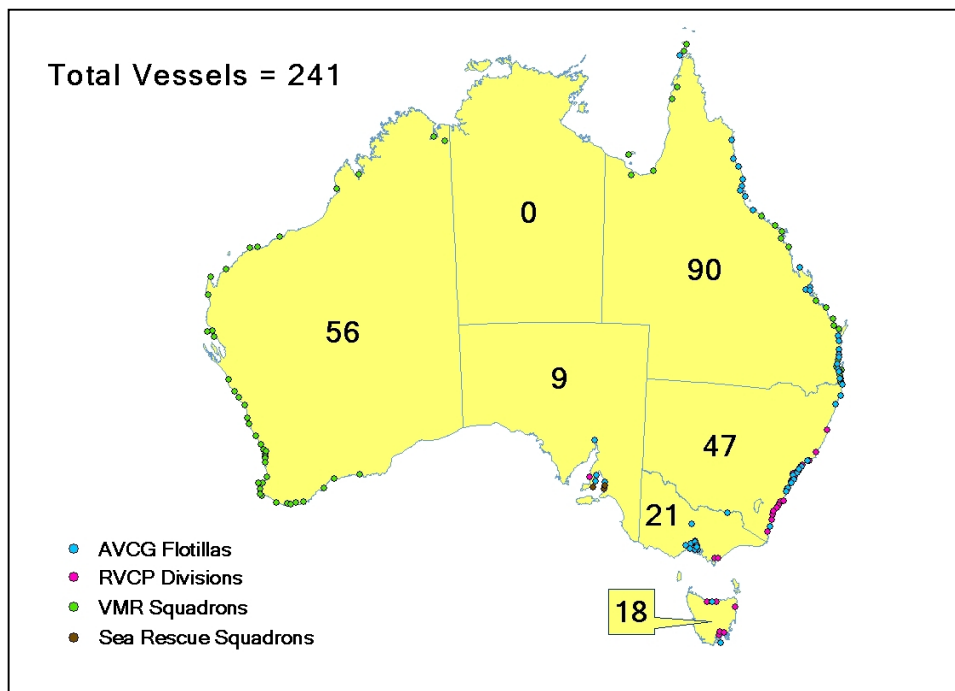 Total Vessels = 241
0
90
56
9
47
21
18
AVCG Flotillas
RVCP Divisions
VMR Squadrons
Sea Rescue Squadrons